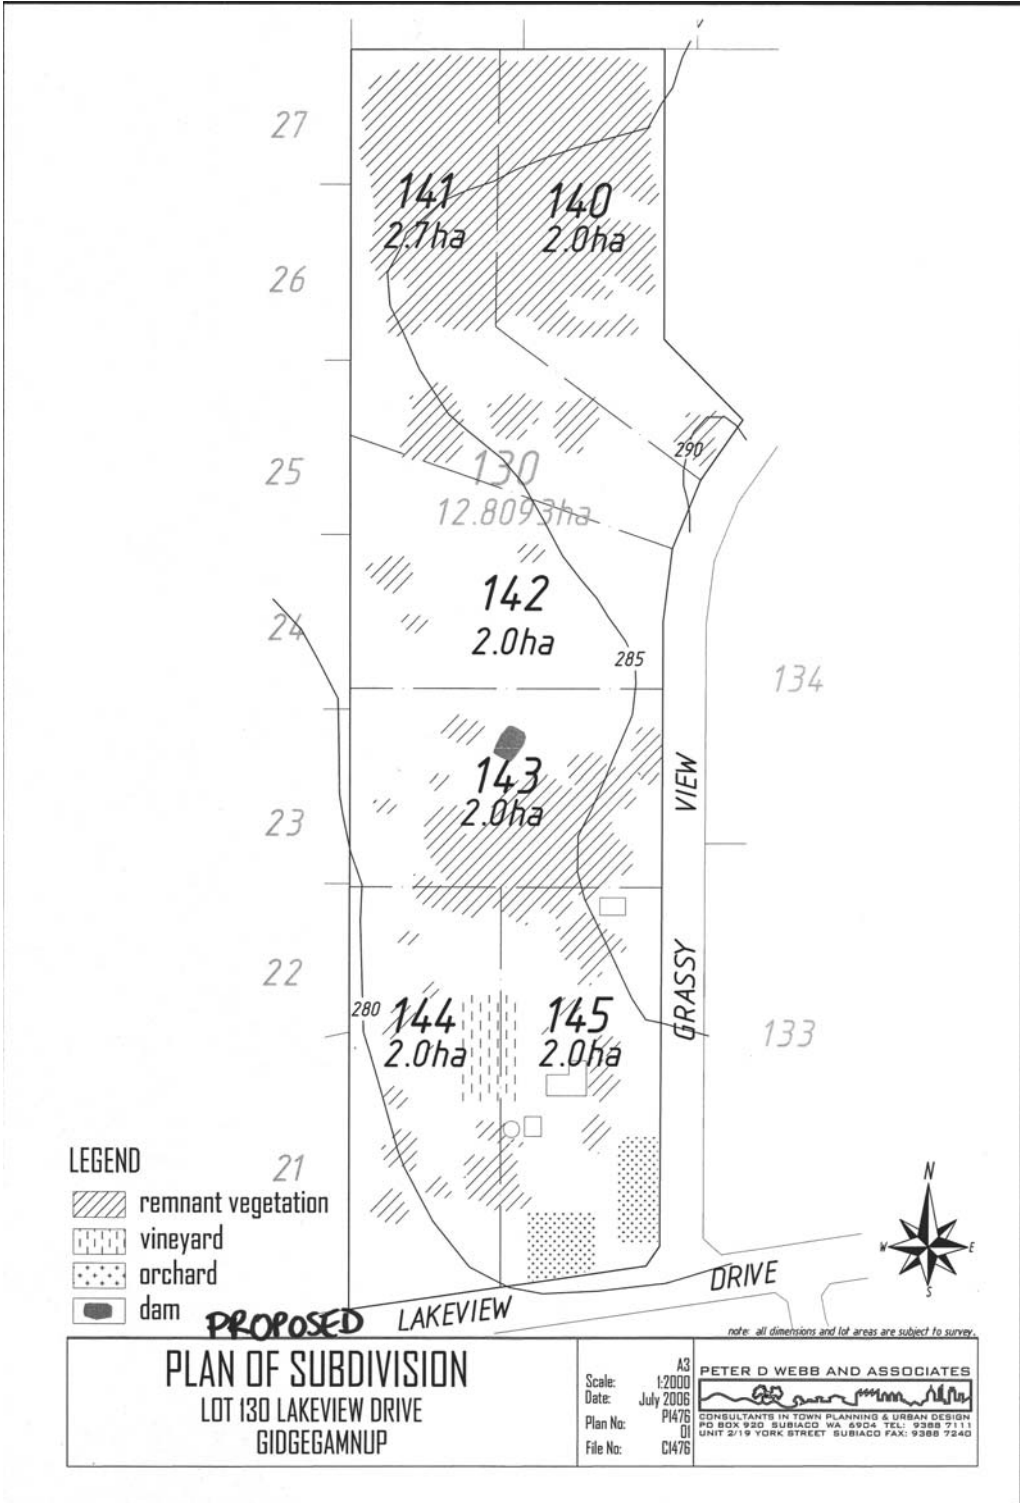 27
141
2.7ha
140
2.0ha
26
290
25
130
12.8093ha
142
2.0ha
24
285
134
143
2.0ha
VIEW
23
GRASSY
22
280
144
2.0ha
145
2.0ha
133
LEGEND
21
remnant vegetation
vineyard
orchard
dam
N
W
E
S
PROPOSED
LAKEVIEW
DRIVE
note: all dimensions and lot areas are subject to survey.
PLAN OF SUBDIVISION
LOT 130 LAKEVIEW DRIVE
GIDGEGAMNUP
A3
Scale: 1:2000
Date: July 2006
Plan No: P1476
01
File No: C1476
PETER D WEBB AND ASSOCIATES
CONSULTANTS IN TOWN PLANNING & URBAN DESIGN
PO BOX 920 SUBIACO WA 6904 TEL: 9388 7111
UNIT 2/19 YORK STREET SUBIACO FAX: 9388 7240